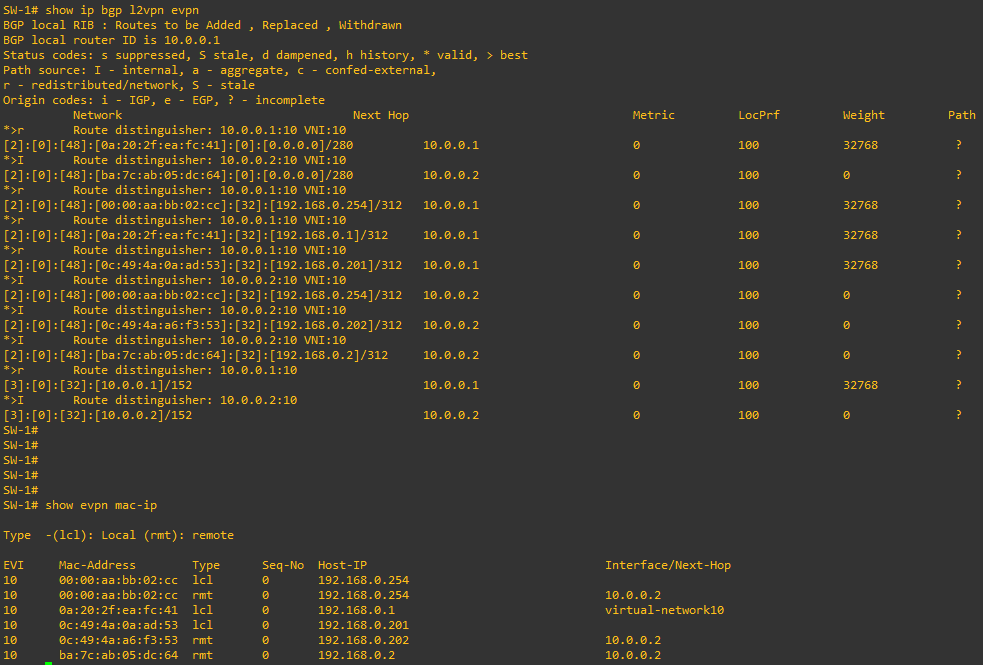 SW-1# show ip bgp l2vpn evpn
BGP local RIB : Routes to be Added , Replaced , Withdrawn
BGP local router ID is 10.0.0.1
Status codes: s suppressed, S stale, d dampened, h history, * valid, > best
Path source: I - internal, a - aggregate, c - confed-external,
r - redistributed/network, S - stale
Origin codes: i - IGP, e - EGP, ? - incomplete
Network Next Hop Metric LocPrf Weight Path
*>r Route distinguisher: 10.0.0.1:10 VNI:10
[2]:[0]:[48]:[0a:20:2f:ea:fc:41]:[0]:[0.0.0.0]/280 10.0.0.1 0 100 32768 ?
*>I Route distinguisher: 10.0.0.2:10 VNI:10
[2]:[0]:[48]:[ba:7c:ab:05:dc:64]:[0]:[0.0.0.0]/280 10.0.0.2 0 100 0 ?
*>r Route distinguisher: 10.0.0.1:10 VNI:10
[2]:[0]:[48]:[00:00:aa:bb:02:cc]:[32]:[192.168.0.254]/312 10.0.0.1 0 100 32768 ?
*>r Route distinguisher: 10.0.0.1:10 VNI:10
[2]:[0]:[48]:[0a:20:2f:ea:fc:41]:[32]:[192.168.0.1]/312 10.0.0.1 0 100 32768 ?
*>r Route distinguisher: 10.0.0.1:10 VNI:10
[2]:[0]:[48]:[0c:49:4a:0a:ad:53]:[32]:[192.168.0.201]/312 10.0.0.1 0 100 32768 ?
*>I Route distinguisher: 10.0.0.2:10 VNI:10
[2]:[0]:[48]:[00:00:aa:bb:02:cc]:[32]:[192.168.0.254]/312 10.0.0.2 0 100 0 ?
*>I Route distinguisher: 10.0.0.2:10 VNI:10
[2]:[0]:[48]:[0c:49:4a:a6:f3:53]:[32]:[192.168.0.202]/312 10.0.0.2 0 100 0 ?
*>I Route distinguisher: 10.0.0.2:10 VNI:10
[2]:[0]:[48]:[ba:7c:ab:05:dc:64]:[32]:[192.168.0.2]/312 10.0.0.2 0 100 0 ?
*>r Route distinguisher: 10.0.0.1:10
[3]:[0]:[32]:[10.0.0.1]/152 10.0.0.1 0 100 32768 ?
*>I Route distinguisher: 10.0.0.2:10
[3]:[0]:[32]:[10.0.0.2]/152 10.0.0.2 0 100 0 ?
SW-1#
SW-1#
SW-1#
SW-1#
SW-1#
SW-1# show evpn mac-ip
Type -(lcl): Local (rmt): remote
EVI Mac-Address Type Seq-No Host-IP Interface/Next-Hop
10 00:00:aa:bb:02:cc lcl 0 192.168.0.254
10 00:00:aa:bb:02:cc rmt 0 192.168.0.254 10.0.0.2
10 0a:20:2f:ea:fc:41 lcl 0 192.168.0.1 virtual-network10
10 0c:49:4a:0a:ad:53 lcl 0 192.168.0.201
10 0c:49:4a:a6:f3:53 rmt 0 192.168.0.202 10.0.0.2
10 ba:7c:ab:05:dc:64 rmt 0 192.168.0.2 10.0.0.2